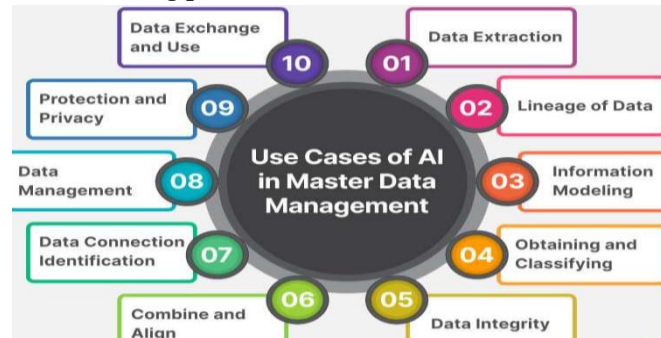 Use Cases of AI
in Master Data
Management
01
Data Extraction
02
Lineage of Data
03
Information
Modeling
04
Obtaining and
Classifying
05
Data Integrity
06
Combine and
Align
07
Data Connection
Identification
08
Data
Management
09
Protection and
Privacy
10
Data Exchange
and Use